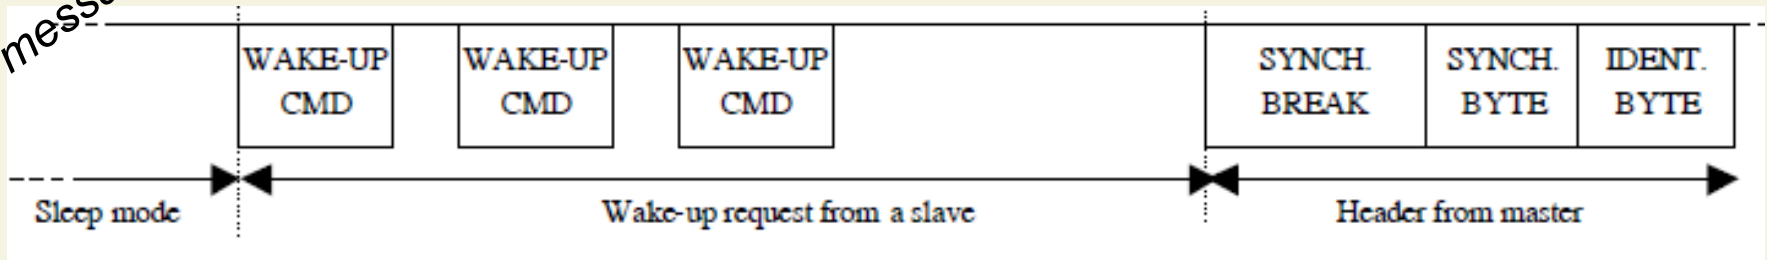 WAKE-UP WAKE-UP WAKE-UP SYNCH. SYNCH. IDENT.
CMD CMD CMD BREAK BYTE BYTE
Sleep mode Wake-up request from a slave Header from master